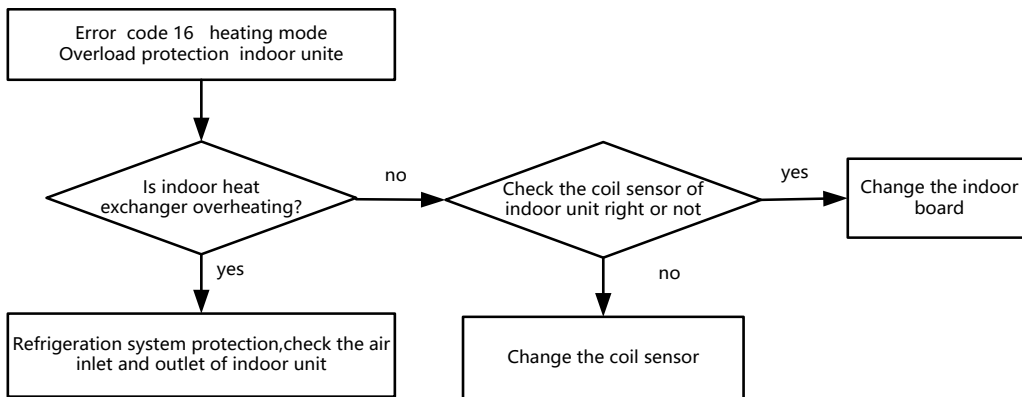 Error code 16 heating mode
Overload protection indoor unite
Is indoor heat
exchanger overheating?
no
Check the coil sensor of
indoor unit right or not
yes
Change the indoor
board
yes
no
Refrigeration system protection,check the air
inlet and outlet of indoor unit
Change the coil sensor